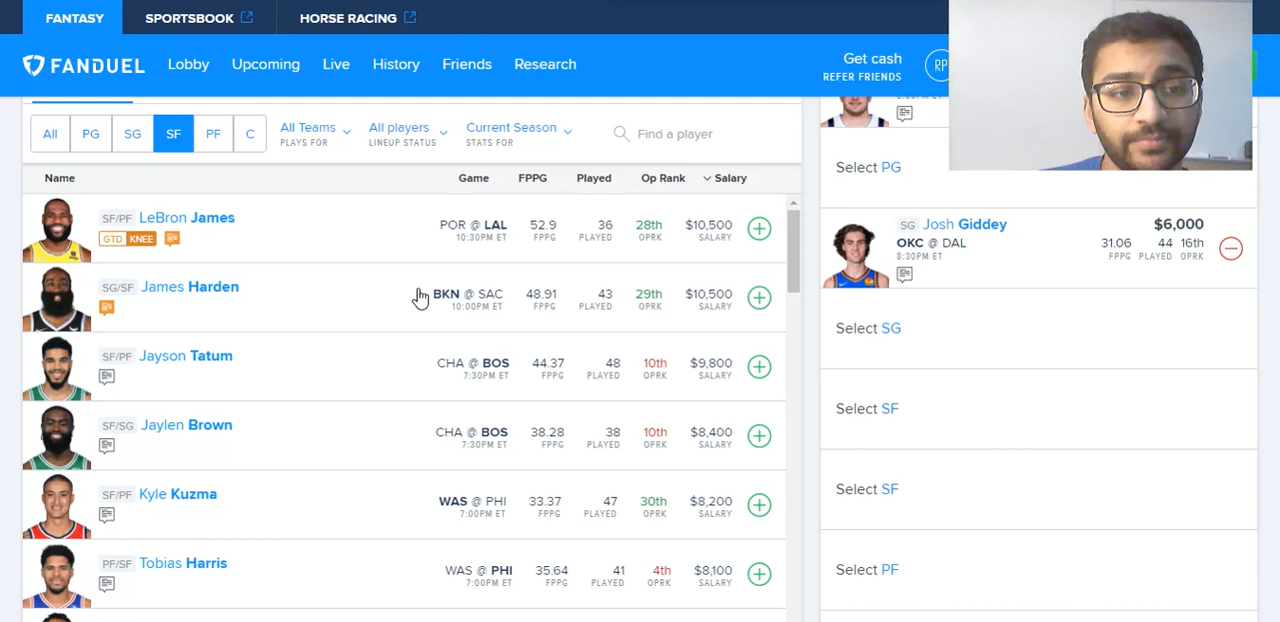 FANTASY SPORTSBOOK HORSE RACING
FANDUEL Lobby Upcoming Live History Friends Research Get cash
REFER FRIENDS RP
All PG SG SF PF C All Teams All players Current Season Find a player
PLAYS FOR LINEUP STATUS STATS FOR
Name Game FPPG Played Op Rank Salary
SF/PF LeBron James POR @ LAL 52.9 36 28th $10,500
GTD KNEE 10:30PM ET FPPG PLAYED OPRK SALARY
SG/SF James Harden BKN @ SAC 48.91 43 29th $10,500
10:00PM ET FPPG PLAYED OPRK SALARY
SF/PF Jayson Tatum CHA @ BOS 44.37 48 10th $9,800
7:30PM ET FPPG PLAYED OPRK SALARY
SF/SG Jaylen Brown CHA @ BOS 38.28 38 10th $8,400
7:30PM ET FPPG PLAYED OPRK SALARY
SF/PF Kyle Kuzma WAS @ PHI 33.37 47 30th $8,200
7:00PM ET FPPG PLAYED OPRK SALARY
PF/SF Tobias Harris WAS @ PHI 35.64 41 4th $8,100
7:00PM ET FPPG PLAYED OPRK SALARY
Select PG
SG Josh Giddey $6,000
OKC @ DAL 31.06 44 16th
8:30PM ET FPPG PLAYED OPRK
Select SG
Select SF
Select SF
Select PF